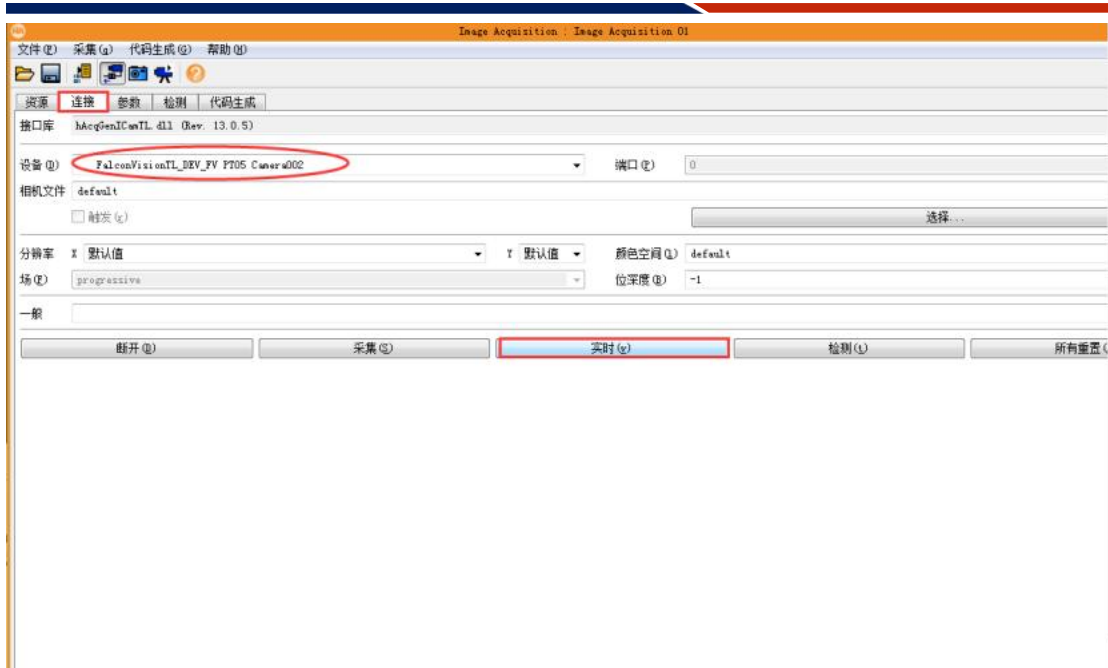 Image Acquisition : Image Acquisition 01
文件(F) 采集(a) 代码生成(G) 帮助(H)
资源 连接 参数 检测 代码生成
接口库 hAcqGenICamTL.dll (Rev. 13.0.5)
设备(D) FalconVisionTL_DEV_FV PT05 Camera002 端口(P) 0
相机文件 default
触发(g) 选择...
分辨率 X 默认值 Y 默认值 颜色空间(L) default
场(F) progressive 位深度(B) -1
一般
断开(D) 采集(S) 实时(v) 检测(t) 所有重置(